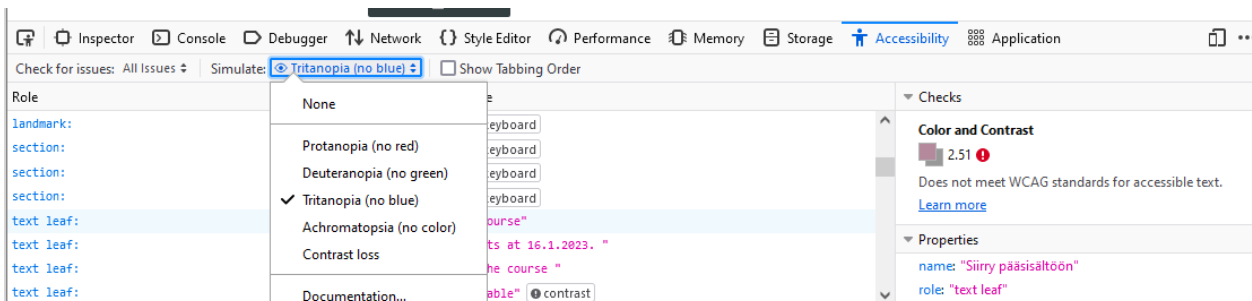 Inspector Console Debugger Network {} Style Editor Performance Memory Storage Accessibility Application
Check for issues: All Issues Simulate: Tritanopia (no blue) Show Tabbing Order
Role
landmark:
section:
section:
section:
text leaf:
text leaf:
text leaf:
text leaf:
None
Protanopia (no red)
Deuteranopia (no green)
Tritanopia (no blue)
Achromatopsia (no color)
Contrast loss
Documentation...
e
eyboard
eyboard
eyboard
eyboard
ourse"
ts at 16.1.2023. "
he course "
able" contrast
Checks
Color and Contrast
2.51
Does not meet WCAG standards for accessible text.
Learn more
Properties
name: "Siirry pääsisältöön"
role: "text leaf"